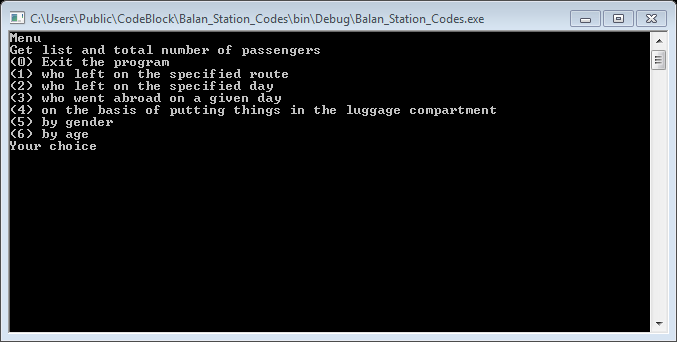 C:\Users\Public\CodeBlock\Balan_Station_Codes\bin\Debug\Balan_Station_Codes.exe
Menu
Get list and total number of passengers
(0) Exit the program
(1) who left on the specified route
(2) who left on the specified day
(3) who went abroad on a given day
(4) on the basis of putting things in the luggage compartment
(5) by gender
(6) by age
Your choice